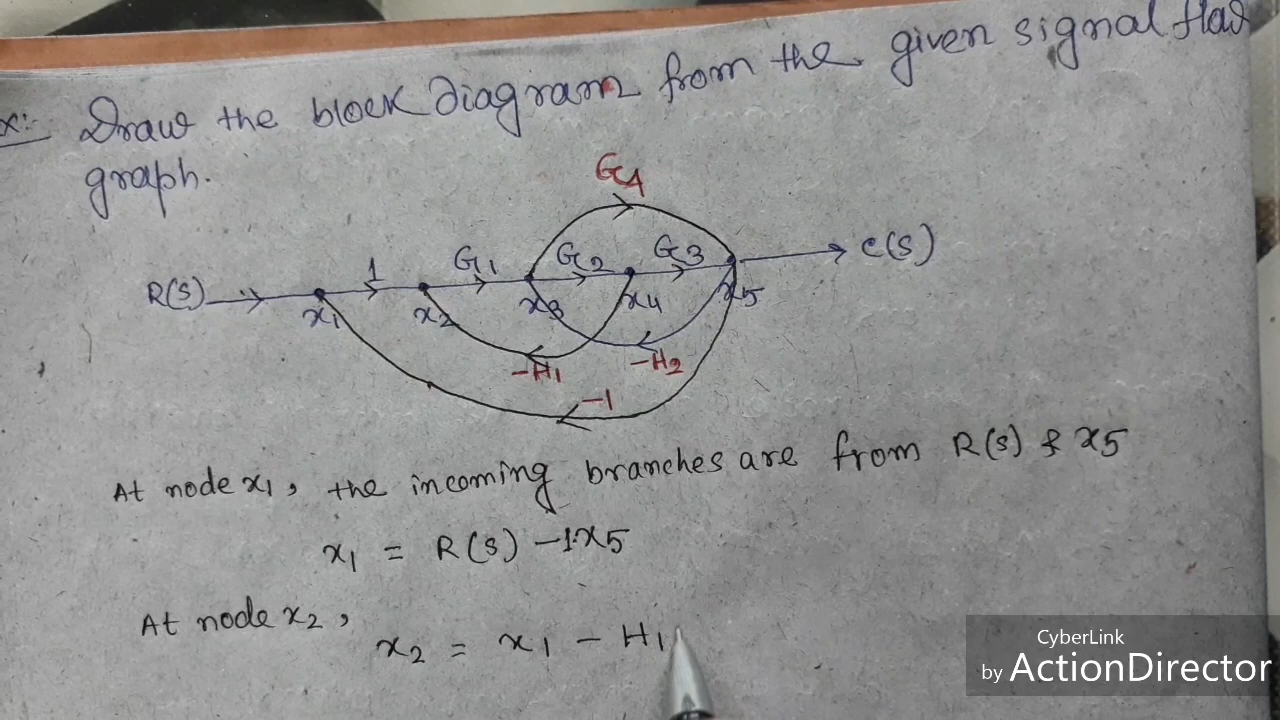 x:- Draw the block diagram from the given signal flow
graph.
G4
R(S) 1 G1 G2 G3 C(S)
x1 x2 x3 x4 x5
-H1 -H2
-1
At node x1, the incoming branches are from R(S) & x5
x1 = R(S) -1x5
At node x2,
x2 = x1 - H1
CyberLink
by ActionDirector